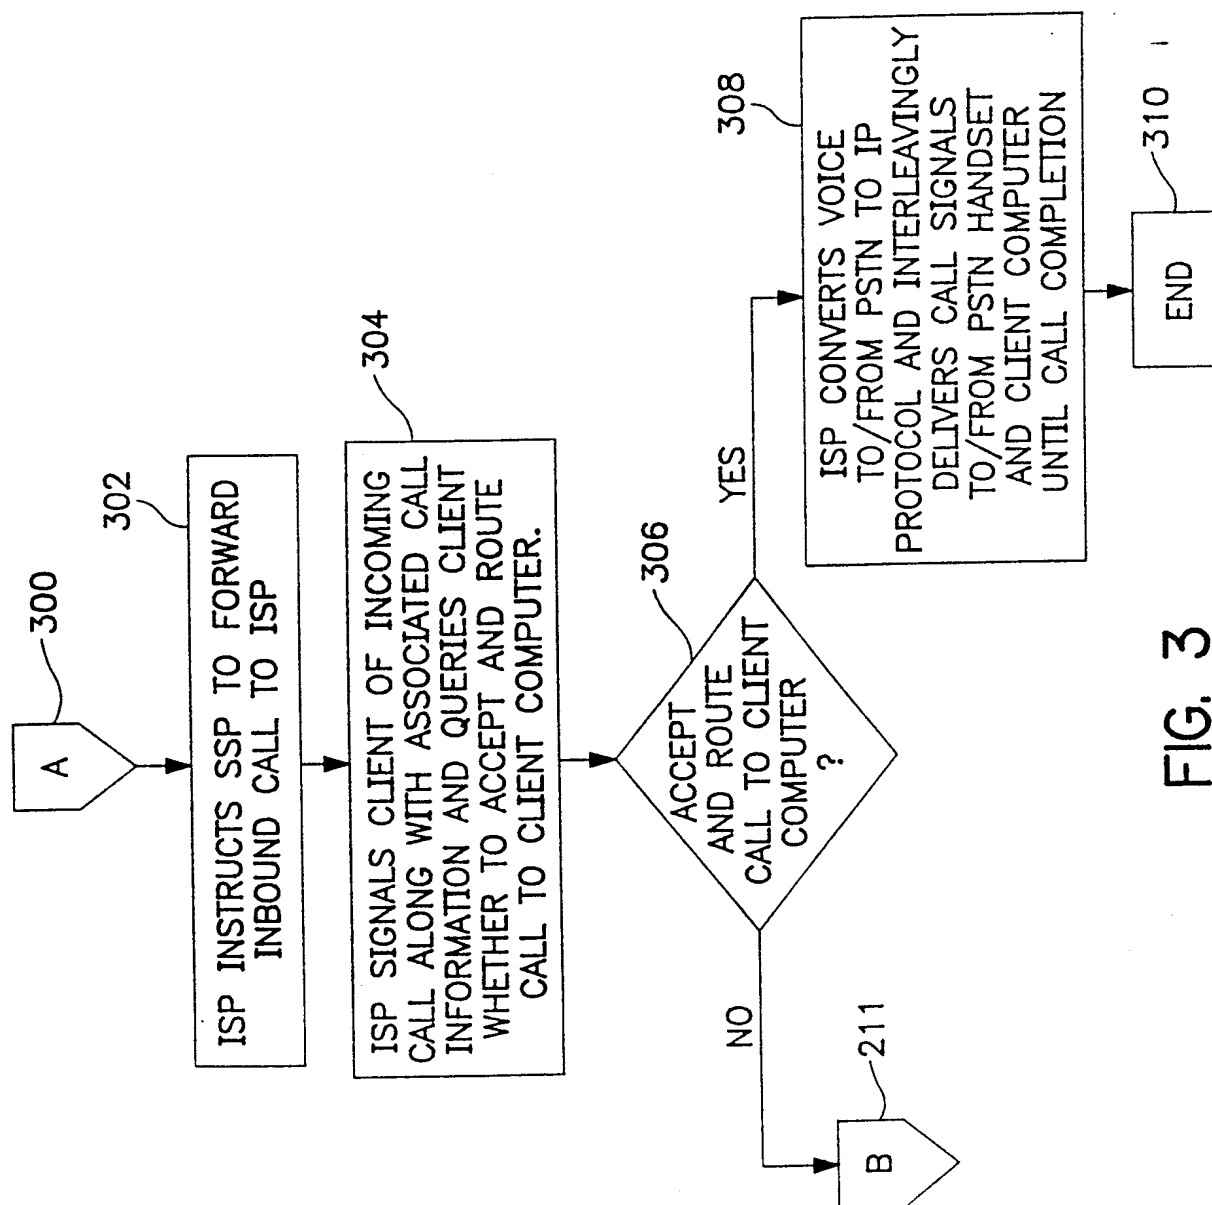 A
300
302
ISP INSTRUCTS SSP TO FORWARD
INBOUND CALL TO ISP
304
ISP SIGNALS CLIENT OF INCOMING
CALL ALONG WITH ASSOCIATED CALL
INFORMATION AND QUERIES CLIENT
WHETHER TO ACCEPT AND ROUTE
CALL TO CLIENT COMPUTER.
306
ACCEPT
AND ROUTE
CALL TO CLIENT
COMPUTER
?
NO
YES
B
211
308
ISP CONVERTS VOICE
TO/FROM PSTN TO IP
PROTOCOL AND INTERLEAVINGLY
DELIVERS CALL SIGNALS
TO/FROM PSTN HANDSET
AND CLIENT COMPUTER
UNTIL CALL COMPLETION
END
310
FIG. 3